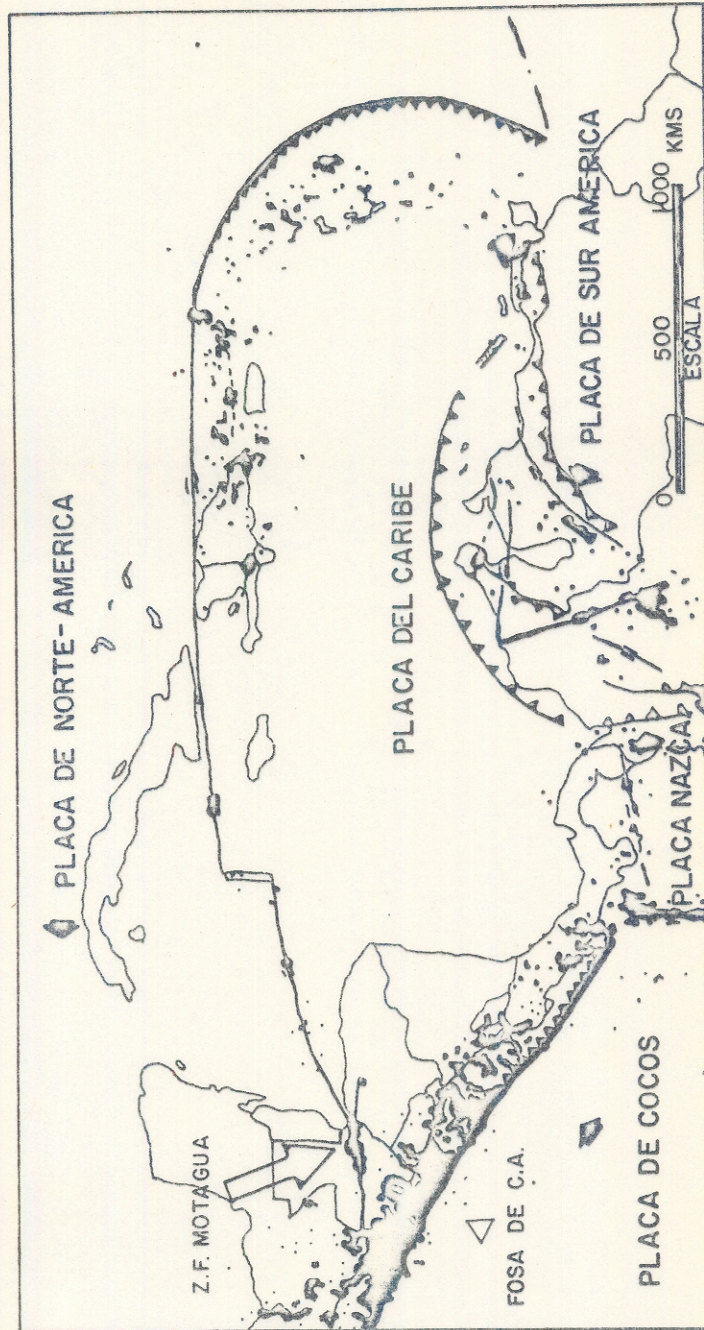 PLACA DE NORTE-AMERICA
Z.F. MOTAGUA
PLACA DEL CARIBE
FOSA DE C.A.
PLACA DE COCOS
PLACA NAZCA
PLACA DE SUR AMERICA
0 500 1000 KMS
ESCALA